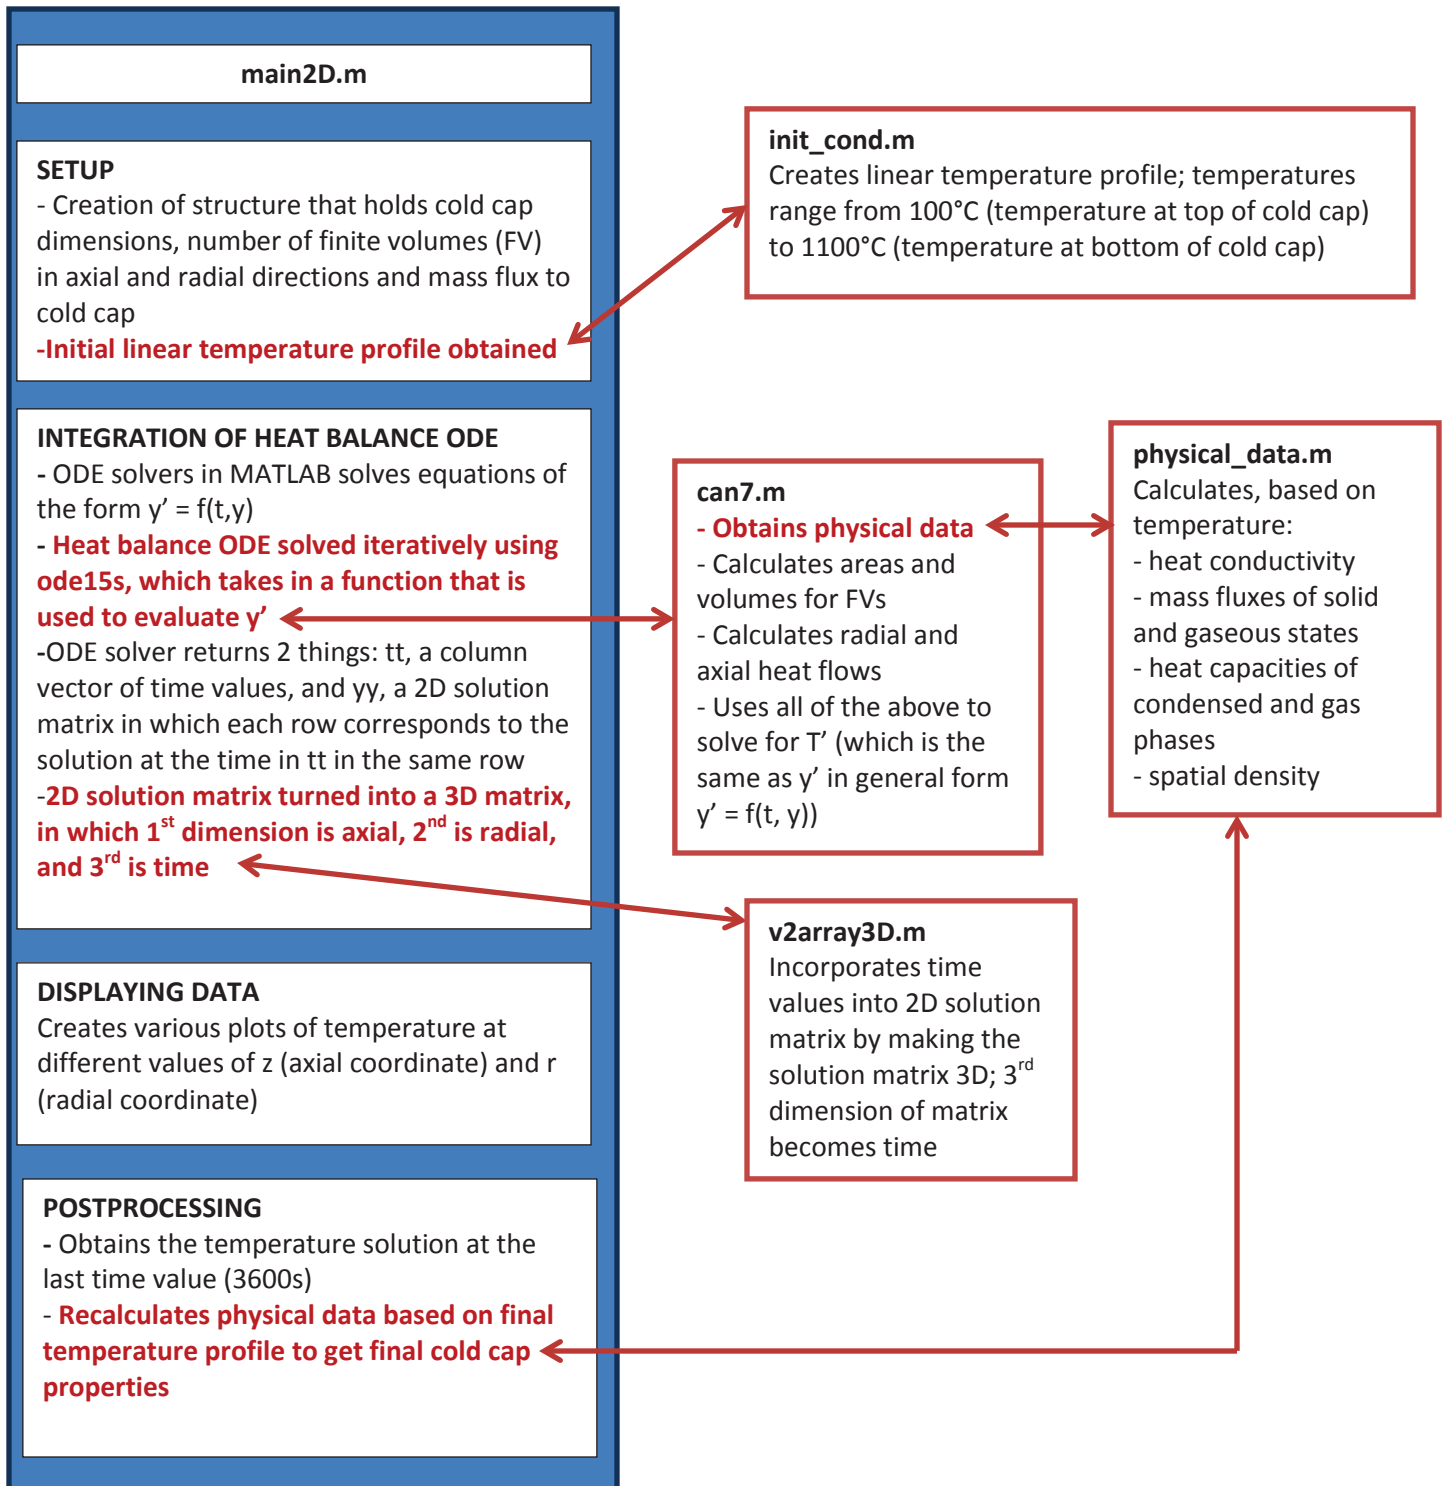 main2D.m
SETUP
- Creation of structure that holds cold cap
dimensions, number of finite volumes (FV)
in axial and radial directions and mass flux to
cold cap
-Initial linear temperature profile obtained
init_cond.m
Creates linear temperature profile; temperatures
range from 100°C (temperature at top of cold cap)
to 1100°C (temperature at bottom of cold cap)
INTEGRATION OF HEAT BALANCE ODE
- ODE solvers in MATLAB solves equations of
the form y’ = f(t,y)
- Heat balance ODE solved iteratively using
ode15s, which takes in a function that is
used to evaluate y’
-ODE solver returns 2 things: tt, a column
vector of time values, and yy, a 2D solution
matrix in which each row corresponds to the
solution at the time in tt in the same row
-2D solution matrix turned into a 3D matrix,
in which 1st dimension is axial, 2nd is radial,
and 3rd is time
can7.m
- Obtains physical data
- Calculates areas and
volumes for FVs
- Calculates radial and
axial heat flows
- Uses all of the above to
solve for T’ (which is the
same as y’ in general form
y’ = f(t, y))
physical_data.m
Calculates, based on
temperature:
- heat conductivity
- mass fluxes of solid
and gaseous states
- heat capacities of
condensed and gas
phases
- spatial density
v2array3D.m
Incorporates time
values into 2D solution
matrix by making the
solution matrix 3D; 3rd
dimension of matrix
becomes time
DISPLAYING DATA
Creates various plots of temperature at
different values of z (axial coordinate) and r
(radial coordinate)
POSTPROCESSING
- Obtains the temperature solution at the
last time value (3600s)
- Recalculates physical data based on final
temperature profile to get final cold cap
properties